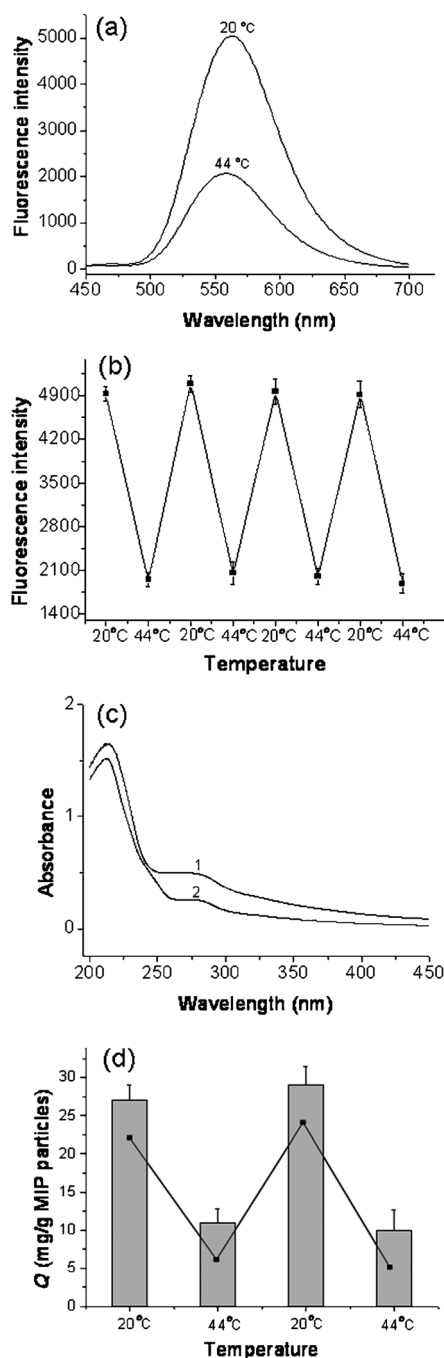 (a)
20 °C
44 °C
5000
4000
3000
2000
1000
0
Fluorescence intensity
450 500 550 600 650 700
Wavelength (nm)
(b)
4900
4200
3500
2800
2100
1400
Fluorescence intensity
20°C 44°C 20°C 44°C 20°C 44°C 20°C 44°C
Temperature
(c)
2
1
0
Absorbance
1
2
200 250 300 350 400 450
Wavelength (nm)
(d)
30
25
20
15
10
5
0
Q (mg/g MIP particles)
20°C 44°C 20°C 44°C
Temperature